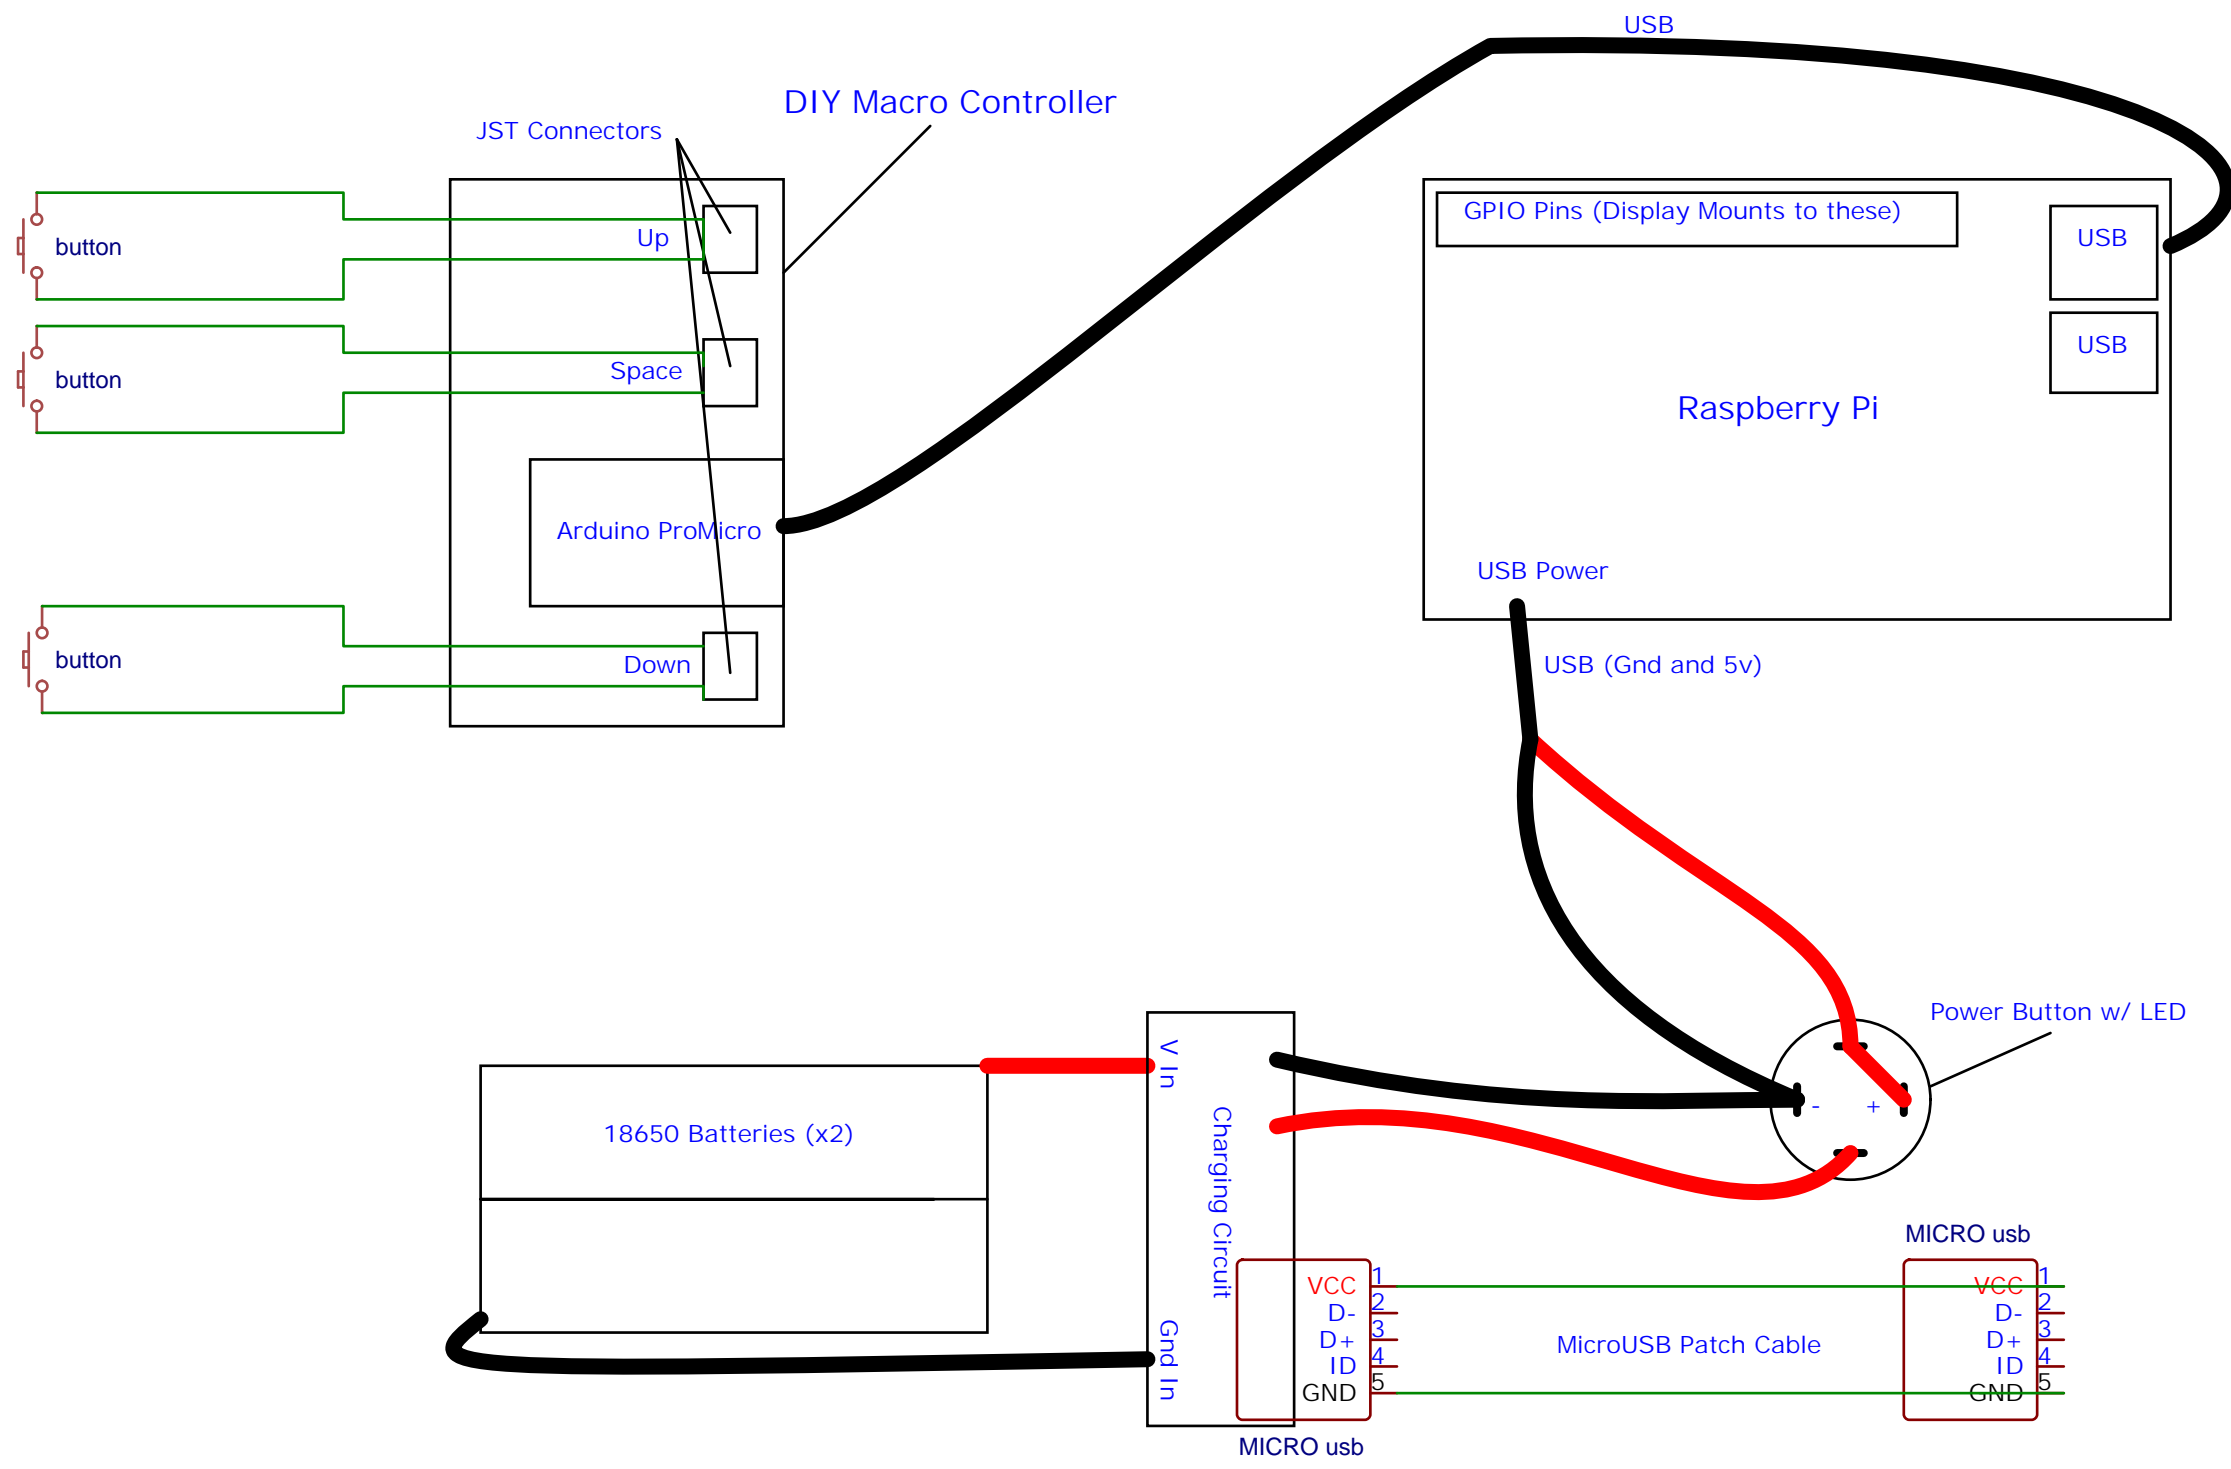 USB
DIY Macro Controller
JST Connectors
GPIO Pins (Display Mounts to these)
Up
button
USB
Space
button
USB
Raspberry Pi
Arduino ProMicro
USB Power
Down
button
USB (Gnd and 5v)
Power Button w/ LED
V In
- +
18650 Batteries (x2)
Charging Circuit
Gnd In
VCC 1
D- 2
D+ 3
ID 4
GND 5
MICRO usb
MicroUSB Patch Cable
MICRO usb
VCC 1
D- 2
D+ 3
ID 4
GND 5